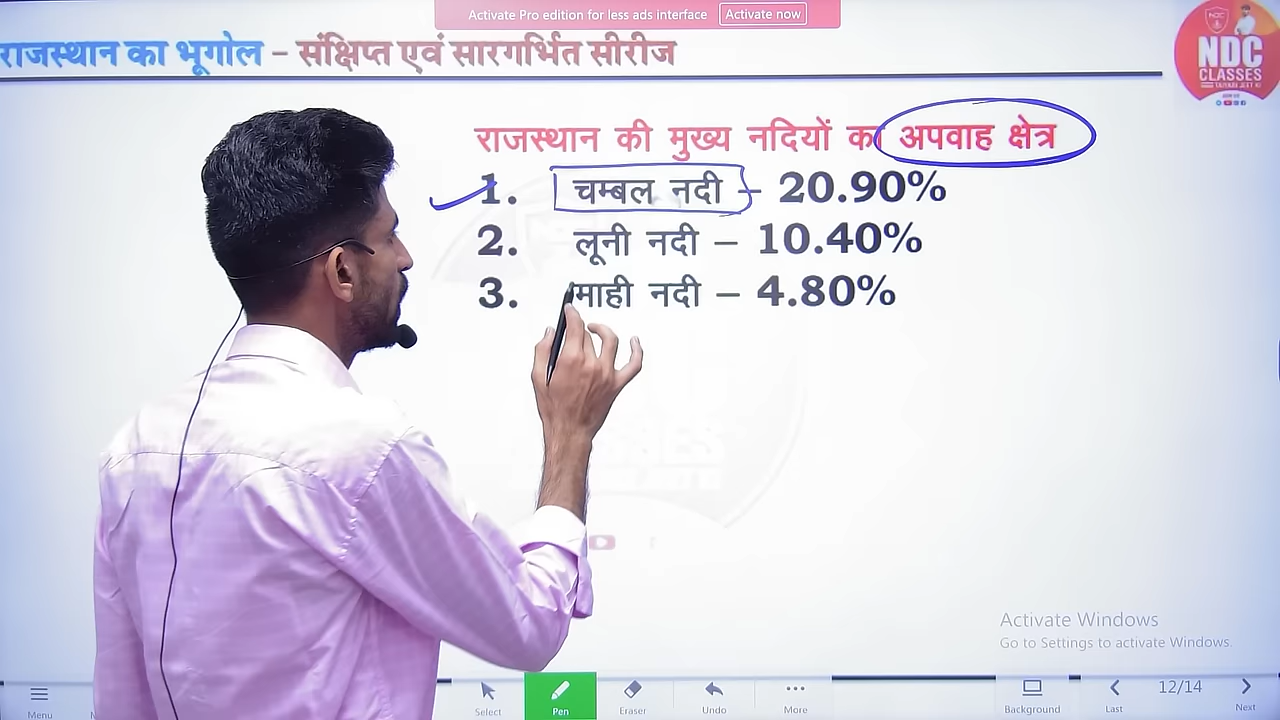 Activate Pro edition for less ads interface Activate now
राजस्थान का भूगोल – संक्षिप्त एवं सारगर्भित सीरीज
NDC
CLASSES
राजस्थान की मुख्य नदियों का अपवाह क्षेत्र
1. चम्बल नदी – 20.90%
2. लूनी नदी – 10.40%
3. माही नदी – 4.80%
Activate Windows
Go to Settings to activate Windows.
Menu Select Pen Eraser Undo More Background Last 12/14 Next